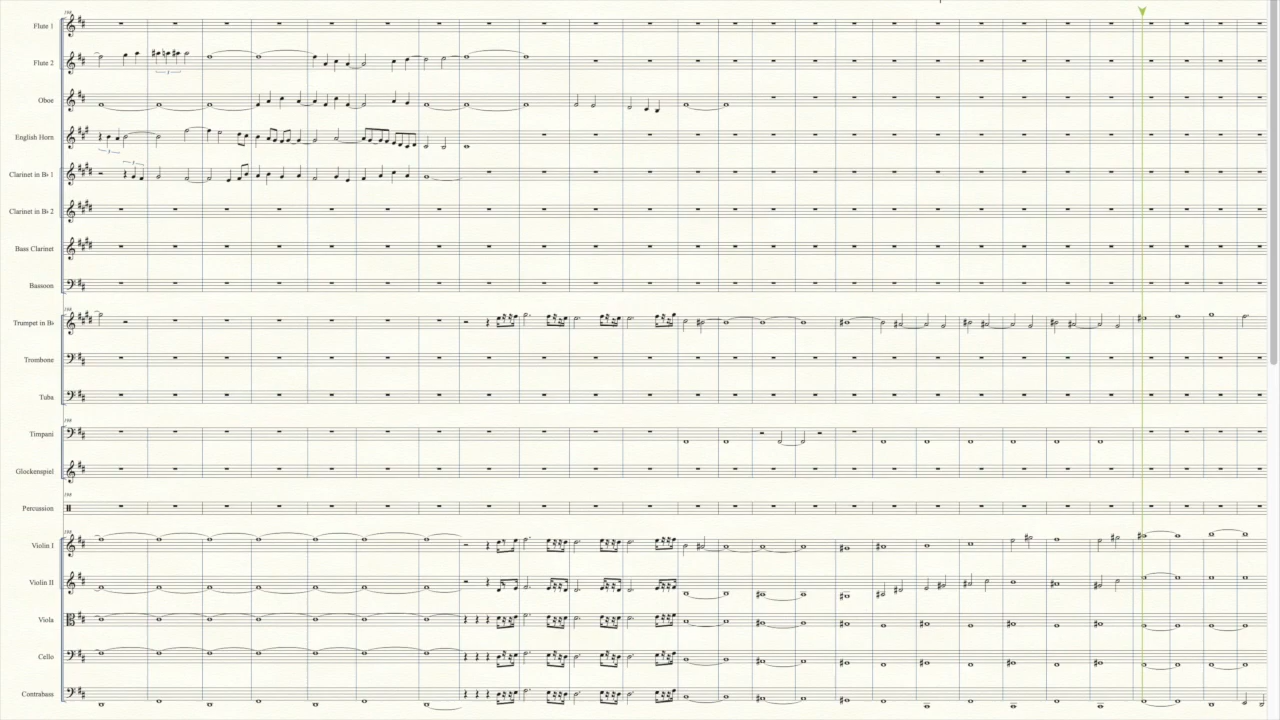 Flute 1
Flute 2
Oboe
English Horn
Clarinet in B♭ 1
Clarinet in B♭ 2
Bass Clarinet
Bassoon
Trumpet in B♭
Trombone
Tuba
Timpani
Glockenspiel
Percussion
Violin I
Violin II
Viola
Cello
Contrabass